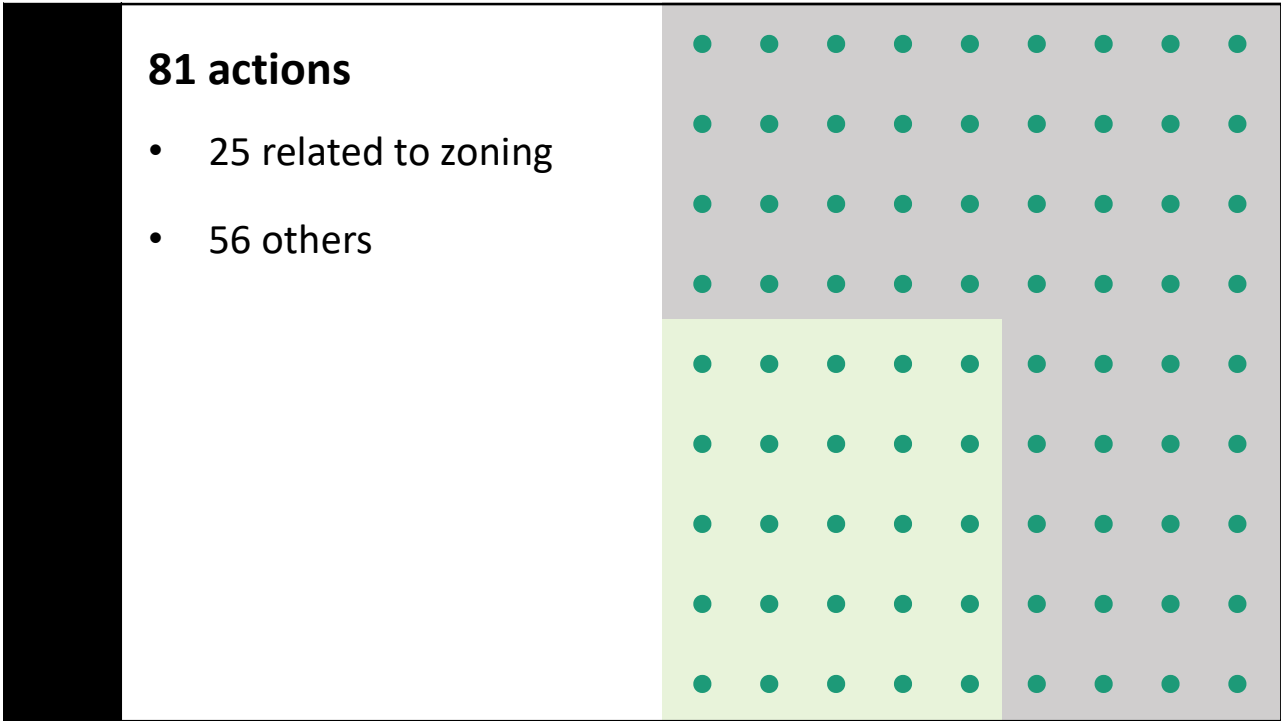 81 actions
• 25 related to zoning
• 56 others